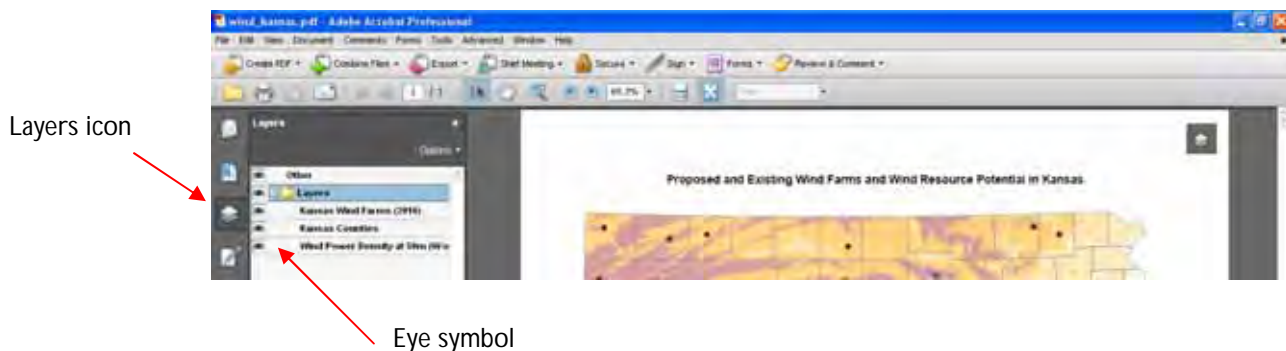 wind_kansas.pdf - Adobe Acrobat Professional
File Edit View Document Comments Forms Tools Advanced Window Help
Create PDF Combine Files Export Start Meeting Secure Sign Forms Review & Comment
1 / 1
Layers icon
Layers
Options
Other
Layers
Kansas Wind Farms (2010)
Kansas Counties
Wind Power Density at 50m
Proposed and Existing Wind Farms and Wind Resource Potential in Kansas
Eye symbol